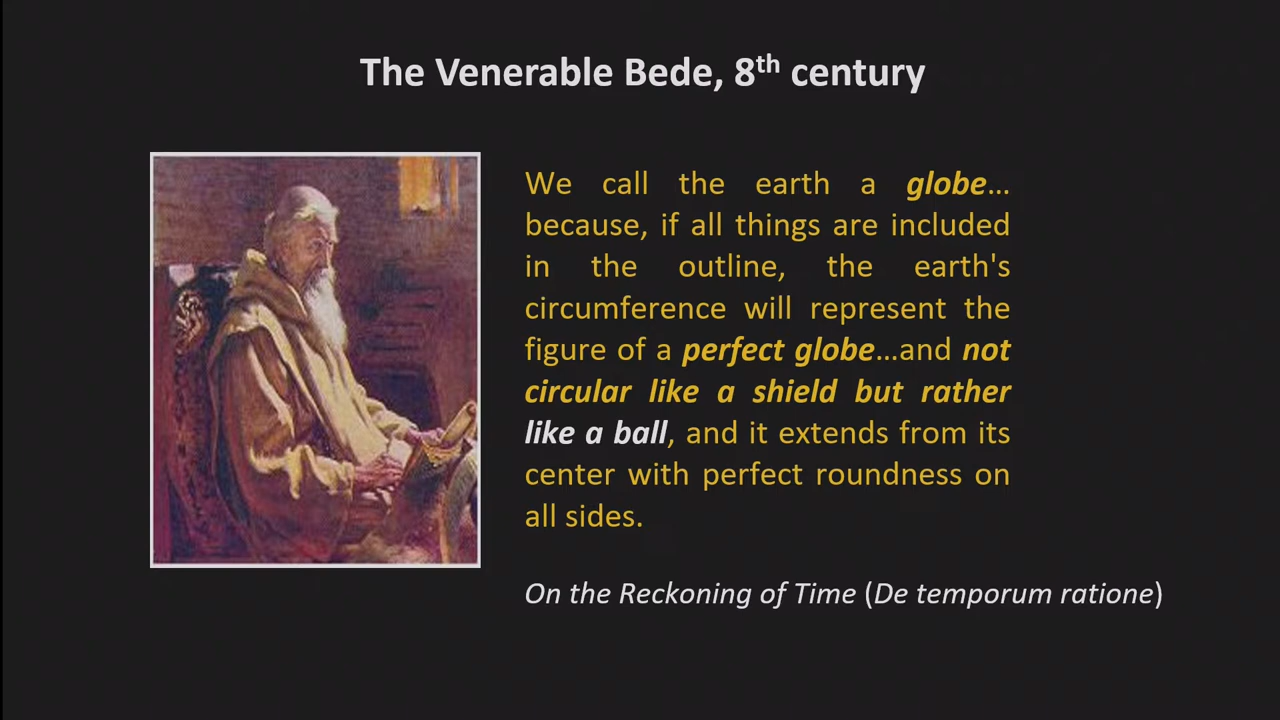 The Venerable Bede, 8th century
We call the earth a globe…
because, if all things are included
in the outline, the earth's
circumference will represent the
figure of a perfect globe…and not
circular like a shield but rather
like a ball, and it extends from its
center with perfect roundness on
all sides.
On the Reckoning of Time (De temporum ratione)